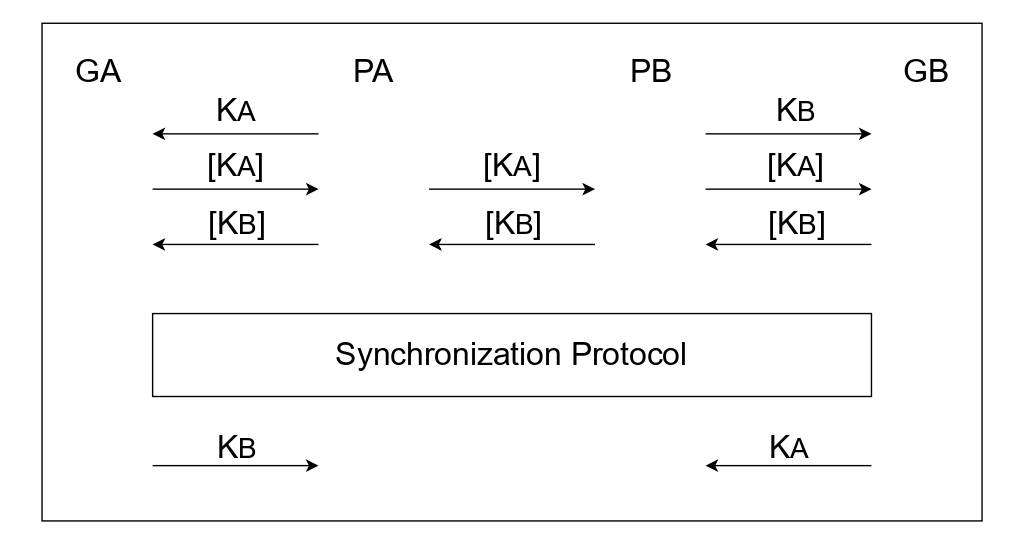 GA PA PB GB
KA KB
[KA] [KA] [KA]
[KB] [KB] [KB]
Synchronization Protocol
KB KA